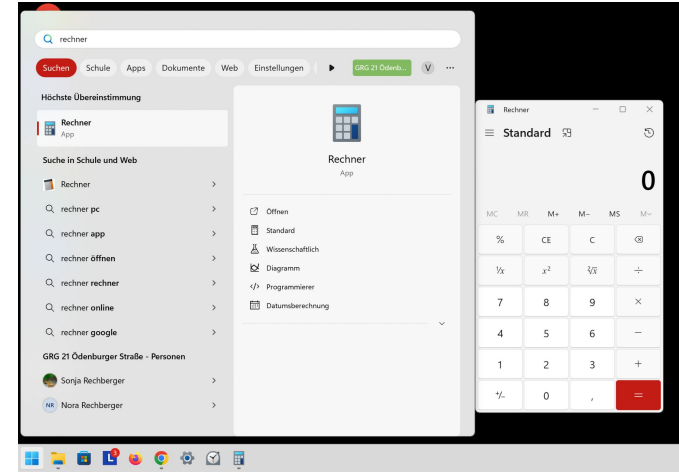 rechner
Suchen Schule Apps Dokumente Web Einstellungen GRG 21 Ödenb... V ...
Höchste Übereinstimmung
Rechner
App
Suche in Schule und Web
Rechner
rechner pc
rechner app
rechner öffnen
rechner rechner
rechner online
rechner google
GRG 21 Ödenburger Straße - Personen
Sonja Rechberger
NR Nora Rechberger
Rechner
App
Öffnen
Standard
Wissenschaftlich
Diagramm
Programmierer
Datumsberechnung
Rechner
Standard
0
MC MR M+ M− MS M˅
% CE C
¹/x x² ²√x ÷
7 8 9 ×
4 5 6 −
1 2 3 +
+/− 0 , =
L 3